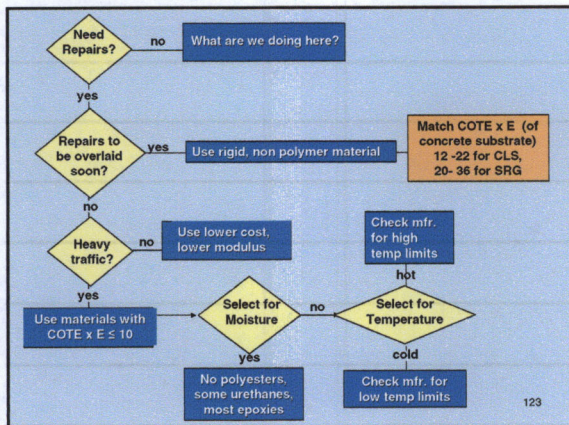 Need
Repairs?
no
What are we doing here?
yes
Repairs to
be overlaid
soon?
yes
Use rigid, non polymer material
Match COTE x E (of
concrete substrate)
12 -22 for CLS,
20- 36 for SRG
no
Heavy
traffic?
no
Use lower cost,
lower modulus
Check mfr.
for high
temp limits
hot
yes
Use materials with
COTE x E ≤ 10
Select for
Moisture
no
Select for
Temperature
yes
cold
No polyesters,
some urethanes,
most epoxies
Check mfr. for
low temp limits
123